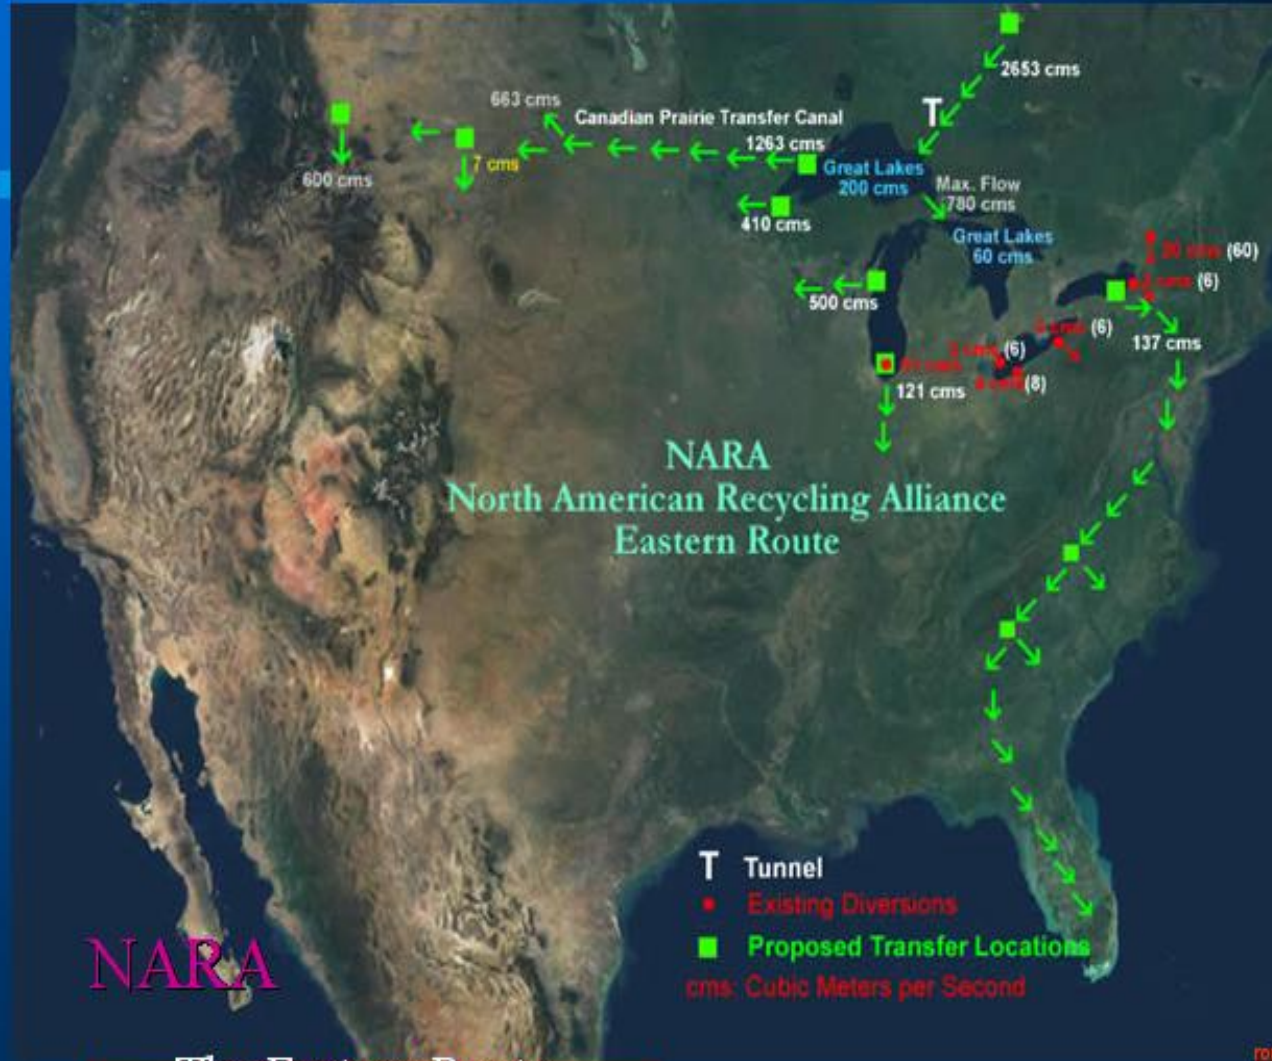 2653 cms
T
663 cms
Canadian Prairie Transfer Canal
1263 cms
7 cms
600 cms
Great Lakes
200 cms
Max. Flow
780 cms
410 cms
Great Lakes
60 cms
(60)
(6)
500 cms
(6)
137 cms
(6)
(8)
121 cms
NARA
North American Recycling Alliance
Eastern Route
T Tunnel
Existing Diversions
Proposed Transfer Locations
cms: Cubic Meters per Second
NARA